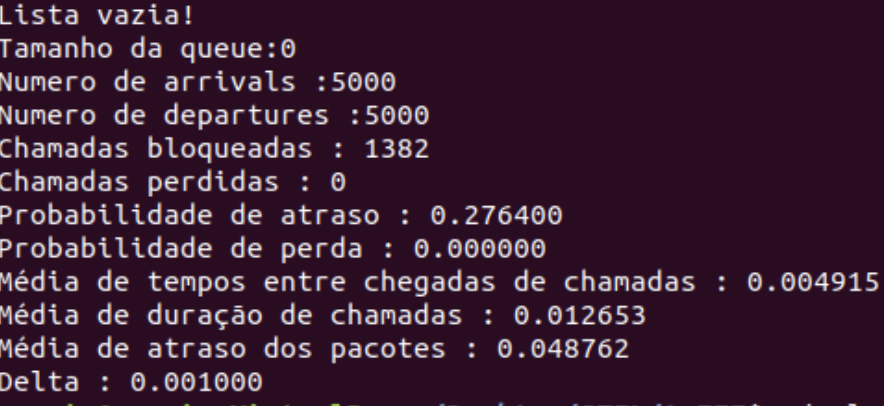 Lista vazia!
Tamanho da queue:0
Numero de arrivals :5000
Numero de departures :5000
Chamadas bloqueadas : 1382
Chamadas perdidas : 0
Probabilidade de atraso : 0.276400
Probabilidade de perda : 0.000000
Média de tempos entre chegadas de chamadas : 0.004915
Média de duração de chamadas : 0.012653
Média de atraso dos pacotes : 0.048762
Delta : 0.001000